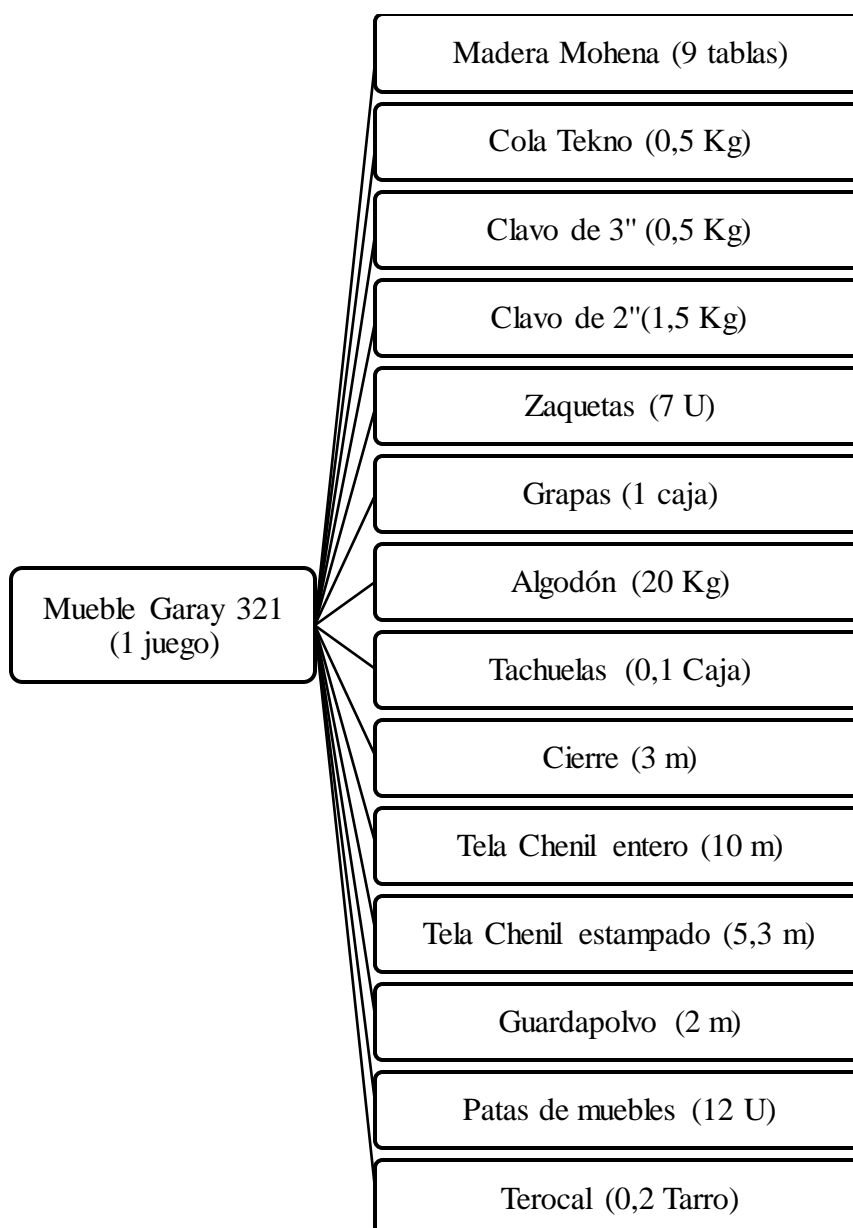 Madera Mohena (9 tablas)
Cola Tekno (0,5 Kg)
Clavo de 3" (0,5 Kg)
Clavo de 2"(1,5 Kg)
Zaquetas (7 U)
Grapas (1 caja)
Mueble Garay 321
(1 juego)
Algodón (20 Kg)
Tachuelas (0,1 Caja)
Cierre (3 m)
Tela Chenil entero (10 m)
Tela Chenil estampado (5,3 m)
Guardapolvo (2 m)
Patas de muebles (12 U)
Terocal (0,2 Tarro)